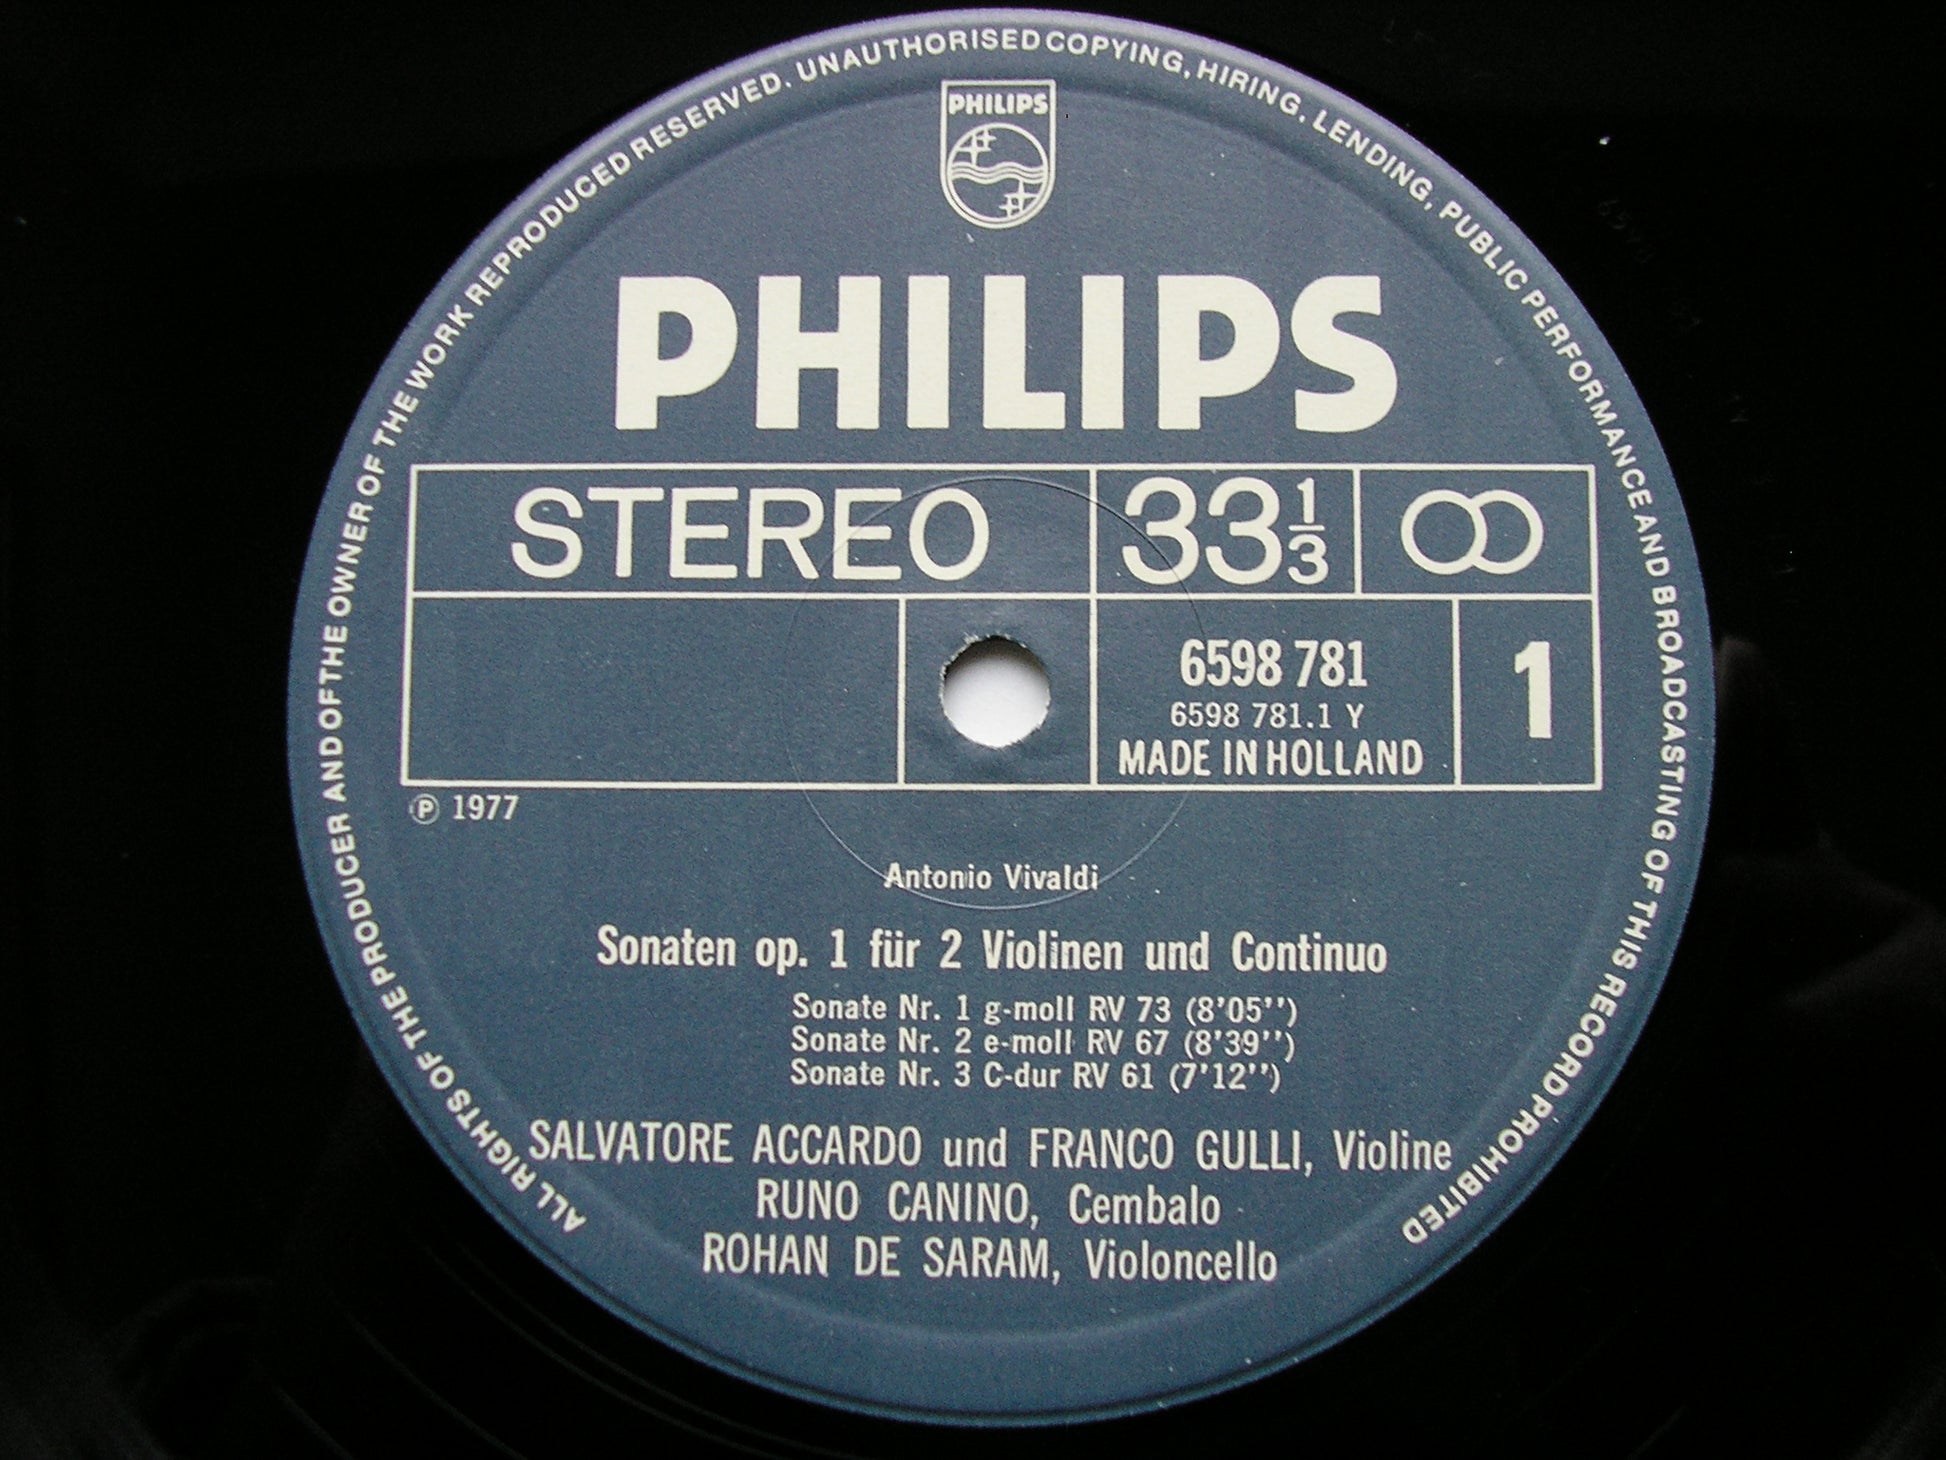 ALL RIGHTS OF THE PRODUCER AND OF THE OWNER OF THE WORK REPRODUCED RESERVED. UNAUTHORISED COPYING, HIRING, LENDING, PUBLIC PERFORMANCE AND BROADCASTING OF THIS RECORD PROHIBITED
PHILIPS
PHILIPS
STEREO 33 1/3
6598 781 1
6598 781.1 Y
MADE IN HOLLAND
℗ 1977
Antonio Vivaldi
Sonaten op. 1 für 2 Violinen und Continuo
Sonate Nr. 1 g-moll RV 73 (8'05'')
Sonate Nr. 2 e-moll RV 67 (8'39'')
Sonate Nr. 3 C-dur RV 61 (7'12'')
SALVATORE ACCARDO und FRANCO GULLI, Violine
RUNO CANINO, Cembalo
ROHAN DE SARAM, Violoncello